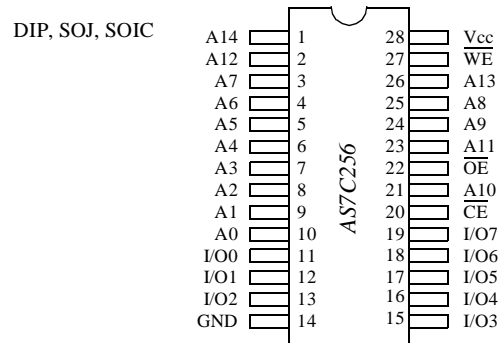 DIP, SOJ, SOIC
A14 1 28 Vcc
A12 2 27 WE
A7 3 26 A13
A6 4 25 A8
A5 5 24 A9
A4 6 23 A11
A3 7 22 OE
A2 8 21 A10
A1 9 20 CE
A0 10 19 I/O7
I/O0 11 18 I/O6
I/O1 12 17 I/O5
I/O2 13 16 I/O4
GND 14 15 I/O3
AS7C256